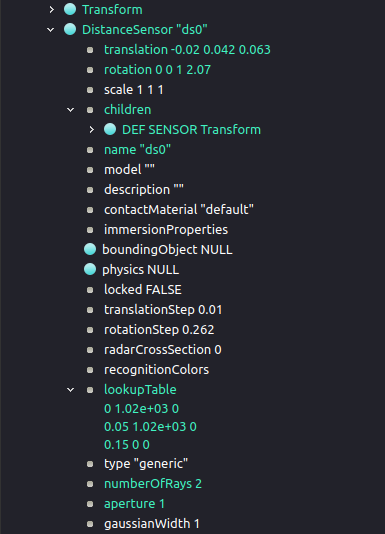 Transform
DistanceSensor "ds0"
translation -0.02 0.042 0.063
rotation 0 0 1 2.07
scale 1 1 1
children
DEF SENSOR Transform
name "ds0"
model ""
description ""
contactMaterial "default"
immersionProperties
boundingObject NULL
physics NULL
locked FALSE
translationStep 0.01
rotationStep 0.262
radarCrossSection 0
recognitionColors
lookupTable
0 1.02e+03 0
0.05 1.02e+03 0
0.15 0 0
type "generic"
numberOfRays 2
aperture 1
gaussianWidth 1